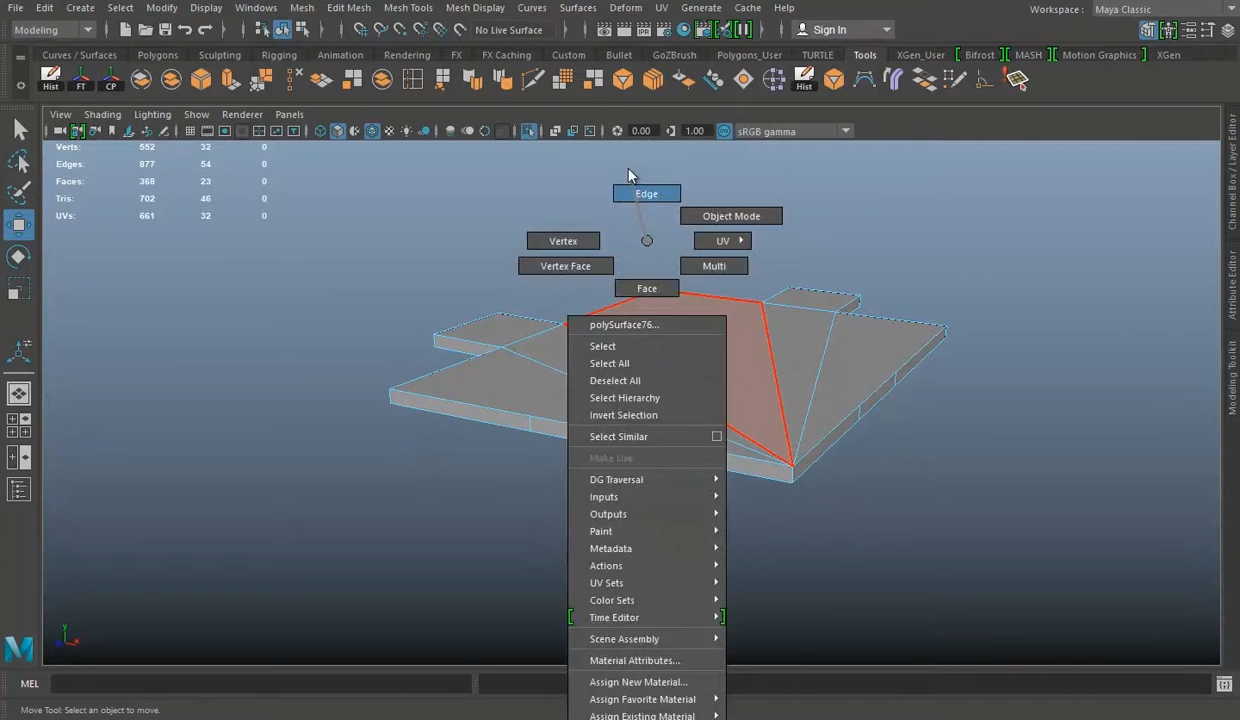 File Edit Create Select Modify Display Windows Mesh Edit Mesh Mesh Tools Mesh Display Curves Surfaces Deform UV Generate Cache Help Workspace : Maya Classic
Modeling No Live Surface Sign In
Curves / Surfaces Polygons Sculpting Rigging Animation Rendering FX FX Caching Custom Bullet GoZBrush Polygons_User TURTLE Tools XGen_User Bifrost MASH Motion Graphics XGen
Hist FT CP Hist
View Shading Lighting Show Renderer Panels
0.00 1.00 sRGB gamma
Verts: 552 32 0
Edges: 877 54 0
Faces: 368 23 0
Tris: 702 46 0
UVs: 661 32 0
Edge
Object Mode
Vertex UV
Vertex Face Multi
Face
polySurface76...
Select
Select All
Deselect All
Select Hierarchy
Invert Selection
Select Similar
Make Live
DG Traversal
Inputs
Outputs
Paint
Metadata
Actions
UV Sets
Color Sets
Time Editor
Scene Assembly
Material Attributes...
Assign New Material...
Assign Favorite Material
Assign Existing Material
y
x
MEL
Move Tool: Select an object to move.
Channel Box / Layer Editor
Attribute Editor
Modeling Toolkit